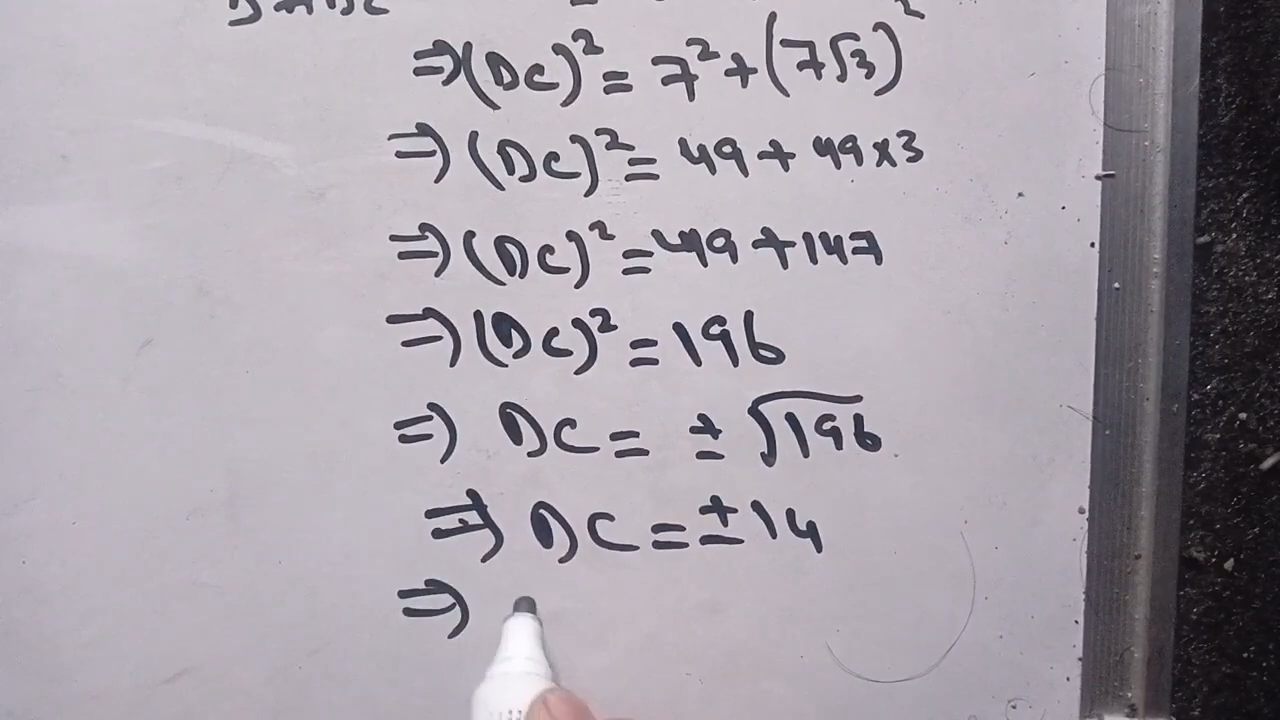 ⇒(DC)² = 7² + (7√3)²
⇒ (DC)² = 49 + 49×3
⇒ (DC)² = 49 + 147
⇒ (DC)² = 196
⇒ DC = ± √196
⇒ DC = ± 14
⇒